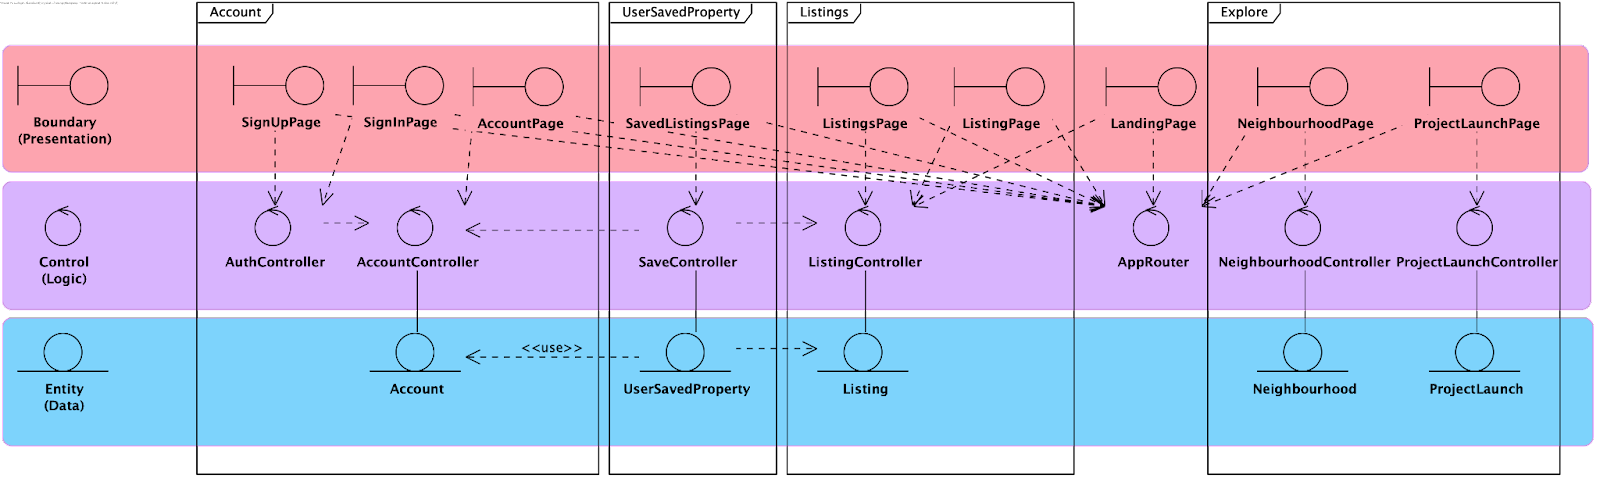 Account
UserSavedProperty
Listings
Explore
Boundary
(Presentation)
SignUpPage
SignInPage
AccountPage
SavedListingsPage
ListingsPage
ListingPage
LandingPage
NeighbourhoodPage
ProjectLaunchPage
Control
(Logic)
AuthController
AccountController
SaveController
ListingController
AppRouter
NeighbourhoodController
ProjectLaunchController
<<use>>
Entity
(Data)
Account
UserSavedProperty
Listing
Neighbourhood
ProjectLaunch